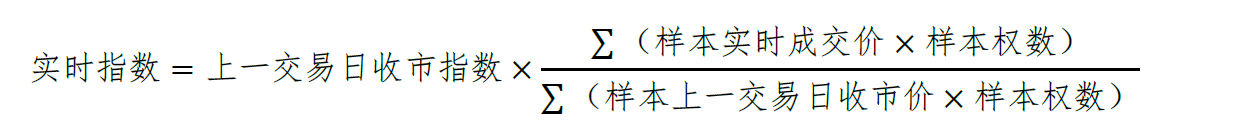 实时指数 = 上一交易日收市指数 × ∑（样本实时成交价 × 样本权数） / ∑（样本上一交易日收市价 × 样本权数）